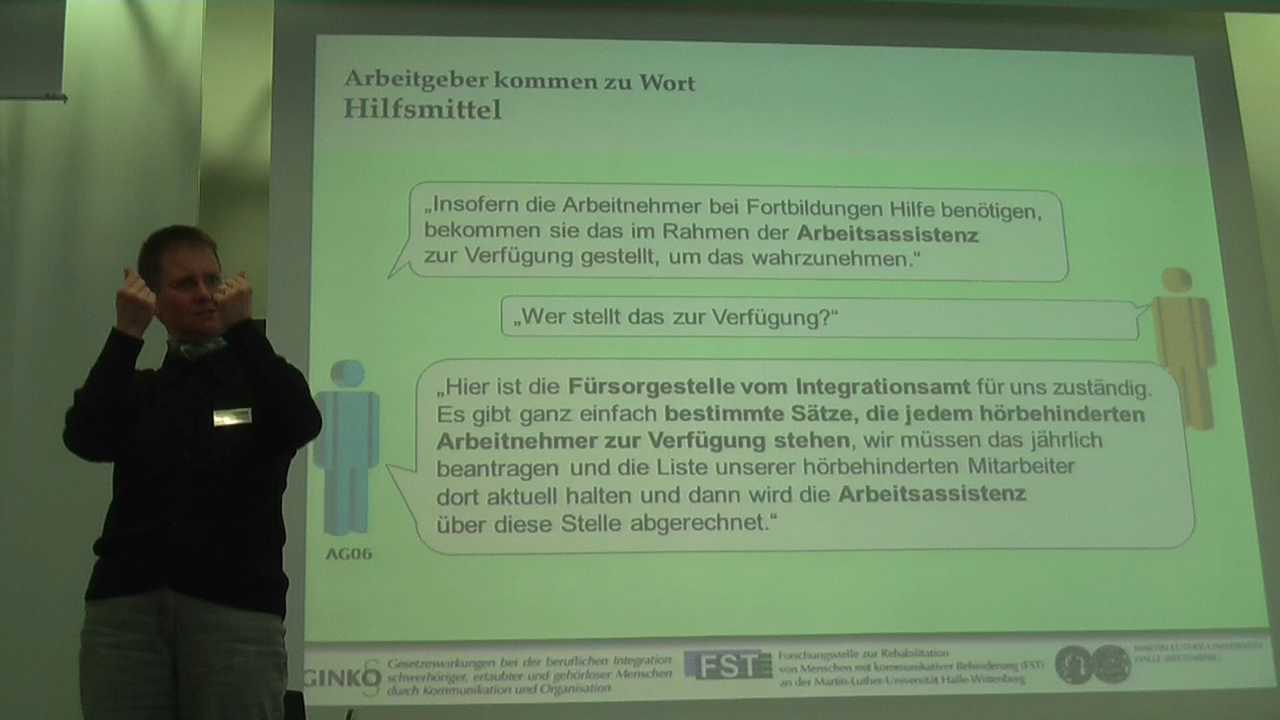 Arbeitgeber kommen zu Wort
Hilfsmittel
„Insofern die Arbeitnehmer bei Fortbildungen Hilfe benötigen,
bekommen sie das im Rahmen der Arbeitsassistenz
zur Verfügung gestellt, um das wahrzunehmen.“
„Wer stellt das zur Verfügung?“
„Hier ist die Fürsorgestelle vom Integrationsamt für uns zuständig.
Es gibt ganz einfach bestimmte Sätze, die jedem hörbehinderten
Arbeitnehmer zur Verfügung stehen, wir müssen das jährlich
beantragen und die Liste unserer hörbehinderten Mitarbeiter
dort aktuell halten und dann wird die Arbeitsassistenz
über diese Stelle abgerechnet.“
AG06
GINKO
Gesetzeswirkungen bei der beruflichen Integration
schwerhöriger, ertaubter und gehörloser Menschen
durch Kommunikation und Organisation
FST
Forschungsstelle zur Rehabilitation
von Menschen mit kommunikativer Behinderung (FST)
an der Martin-Luther-Universität Halle-Wittenberg
MARTIN-LUTHER-UNIVERSITÄT
HALLE-WITTENBERG